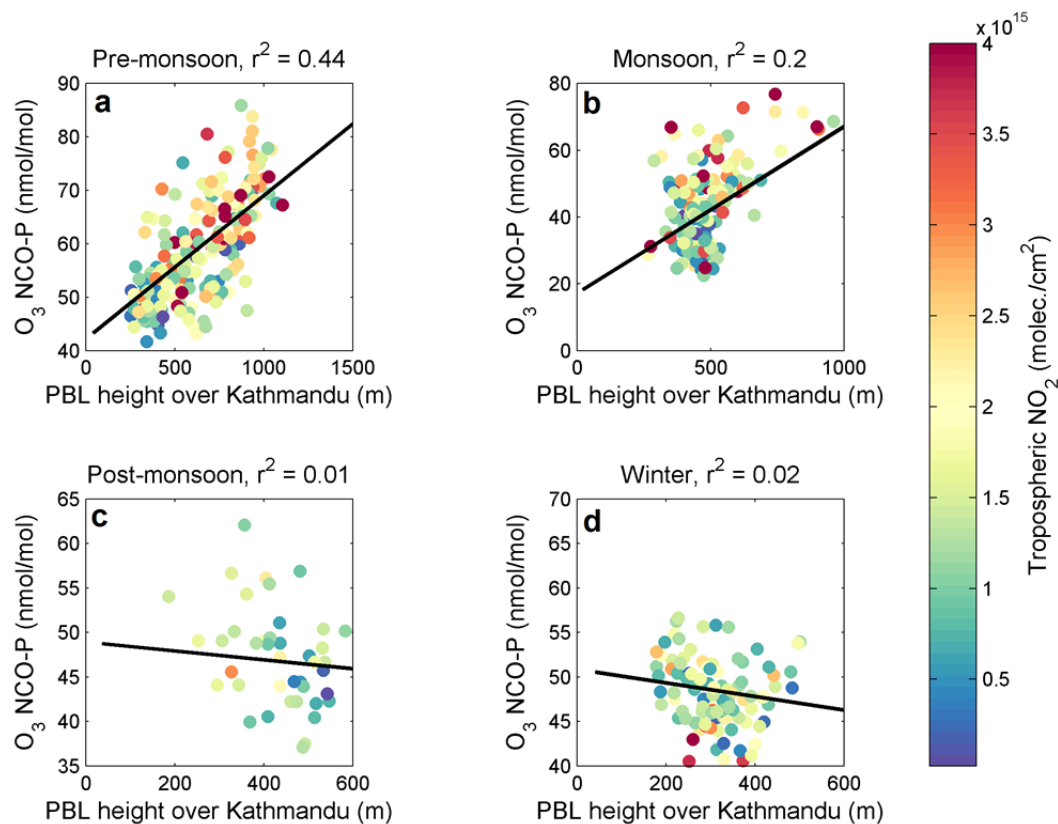 Pre-monsoon, r² = 0.44
a
90
80
70
60
50
40
O₃ NCO-P (nmol/mol)
0 500 1000 1500
PBL height over Kathmandu (m)
Monsoon, r² = 0.2
b
80
60
40
20
0
O₃ NCO-P (nmol/mol)
0 500 1000
PBL height over Kathmandu (m)
Post-monsoon, r² = 0.01
c
65
60
55
50
45
40
35
O₃ NCO-P (nmol/mol)
0 200 400 600
PBL height over Kathmandu (m)
Winter, r² = 0.02
d
70
65
60
55
50
45
40
O₃ NCO-P (nmol/mol)
0 200 400 600
PBL height over Kathmandu (m)
x 10¹⁵
4
3.5
3
2.5
2
1.5
1
0.5
Tropospheric NO₂ (molec./cm²)